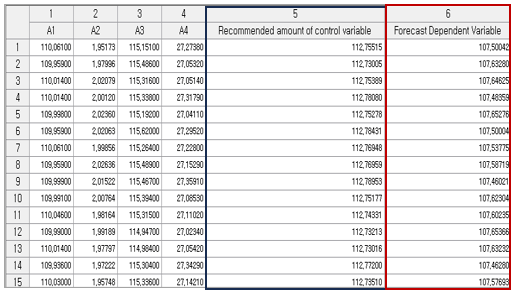 1 2 3 4 5 6
A1 A2 A3 A4 Recommended amount of control variable Forecast Dependent Variable
1 110,06100 1,95173 115,15100 27,27380 112,75515 107,50042
2 109,95900 1,97996 115,48600 27,05320 112,73005 107,63280
3 110,01400 2,02079 115,31600 27,05140 112,75389 107,64625
4 110,01400 2,00120 115,33800 27,31790 112,78080 107,48359
5 109,99800 2,02360 115,19200 27,04110 112,75278 107,65276
6 109,95900 2,02063 115,62000 27,29520 112,78431 107,50004
7 110,06100 1,99856 115,26400 27,22800 112,76948 107,53775
8 109,95900 2,02636 115,48900 27,15290 112,76959 107,58719
9 109,99900 2,01522 115,46700 27,35910 112,78953 107,46021
10 109,99100 2,00764 115,39400 27,08530 112,75177 107,62304
11 110,04600 1,98164 115,31500 27,11020 112,74331 107,60235
12 109,99000 1,99189 114,94700 27,02340 112,73213 107,65366
13 110,01400 1,97797 114,98400 27,05420 112,73016 107,63232
14 109,93600 1,97222 115,30400 27,34290 112,77200 107,46280
15 110,03000 1,95748 115,33600 27,14210 112,73510 107,57693